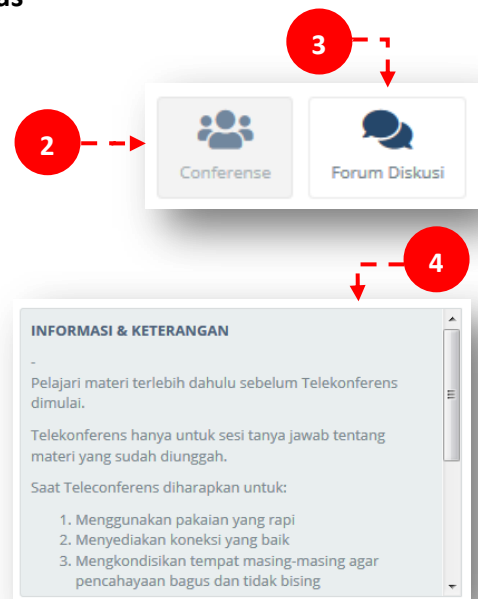 3
2
Conferense
Forum Diskusi
4
INFORMASI & KETERANGAN
-
Pelajari materi terlebih dahulu sebelum Telekonferens
dimulai.
Telekonferens hanya untuk sesi tanya jawab tentang
materi yang sudah diunggah.
Saat Teleconferens diharapkan untuk:
1. Menggunakan pakaian yang rapi
2. Menyediakan koneksi yang baik
3. Mengkondisikan tempat masing-masing agar
pencahayaan bagus dan tidak bising